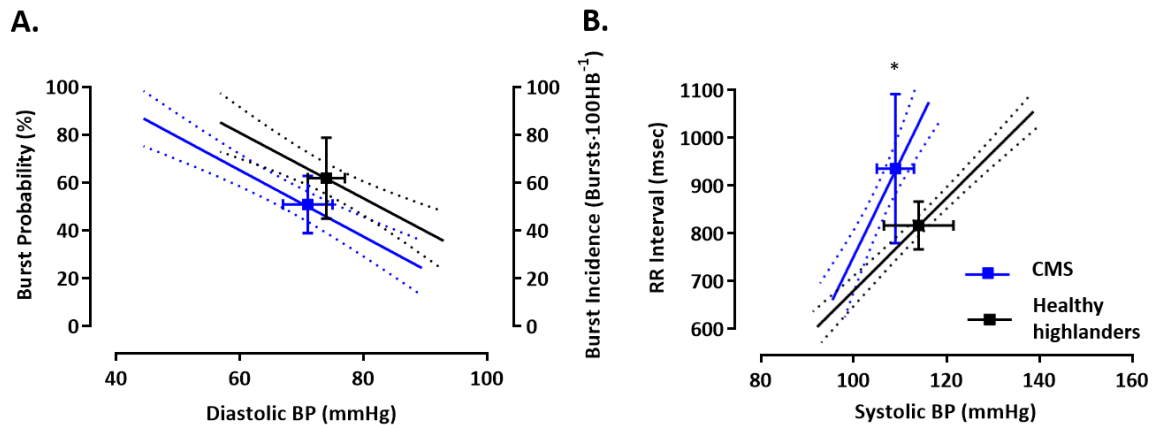 A.
Burst Probability (%)
100
80
60
40
20
0
100
80
60
40
20
0
Burst Incidence (Bursts·100HB⁻¹)
40
60
80
100
Diastolic BP (mmHg)
B.
*
RR Interval (msec)
1100
1000
900
800
700
600
CMS
Healthy
highlanders
80
100
120
140
160
Systolic BP (mmHg)